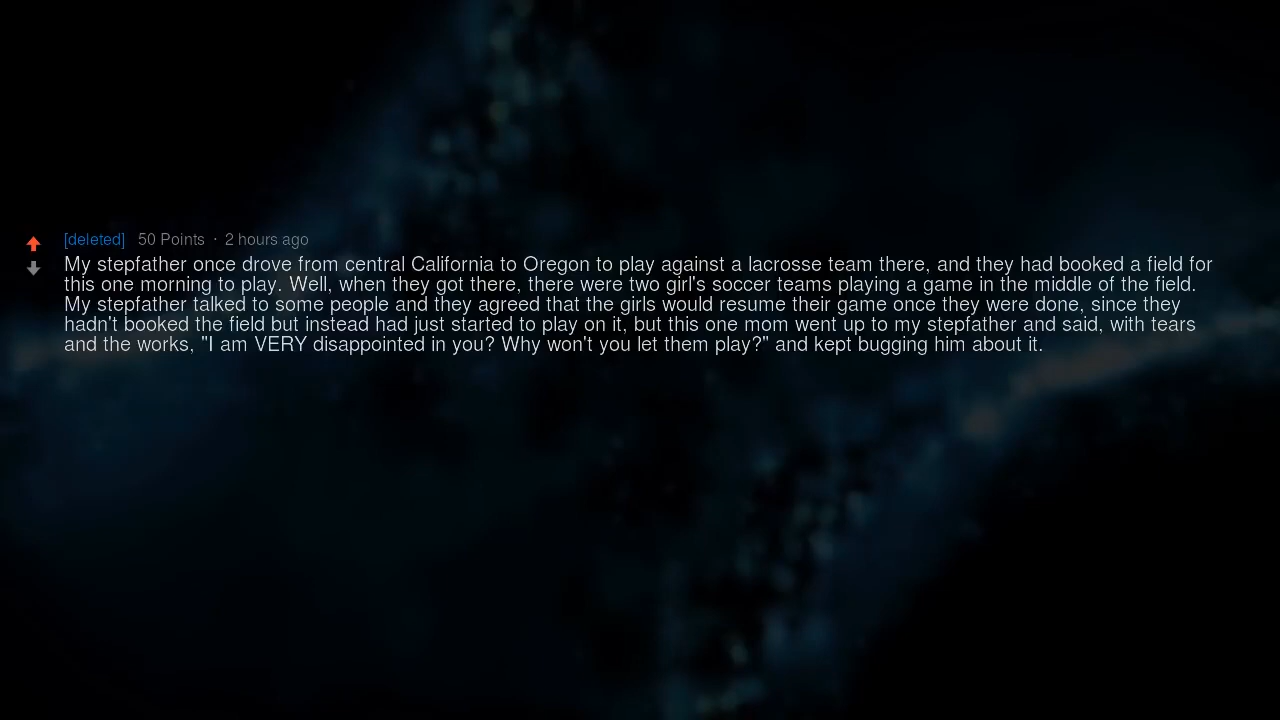 [deleted] 50 Points · 2 hours ago
My stepfather once drove from central California to Oregon to play against a lacrosse team there, and they had booked a field for
this one morning to play. Well, when they got there, there were two girl's soccer teams playing a game in the middle of the field.
My stepfather talked to some people and they agreed that the girls would resume their game once they were done, since they
hadn't booked the field but instead had just started to play on it, but this one mom went up to my stepfather and said, with tears
and the works, "I am VERY disappointed in you? Why won't you let them play?" and kept bugging him about it.